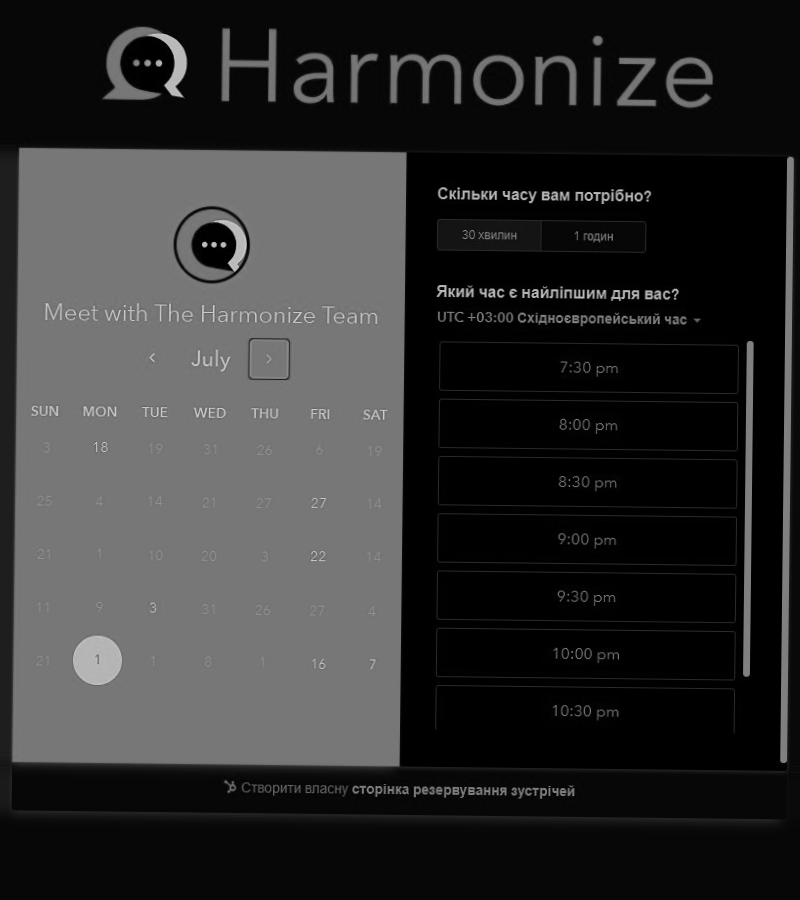 Harmonize
Meet with The Harmonize Team
July
SUN MON TUE WED THU FRI SAT
3 18 19 31 26 6 19
25 4 14 21 27 27 14
21 1 10 20 3 22 14
11 9 3 31 26 27 4
21 1 1 8 1 16 7
Скільки часу вам потрібно?
30 хвилин 1 годин
Який час є найліпшим для вас?
UTC +03:00 Східноєвропейський час
7:30 pm
8:00 pm
8:30 pm
9:00 pm
9:30 pm
10:00 pm
10:30 pm
Створити власну сторінка резервування зустрічей